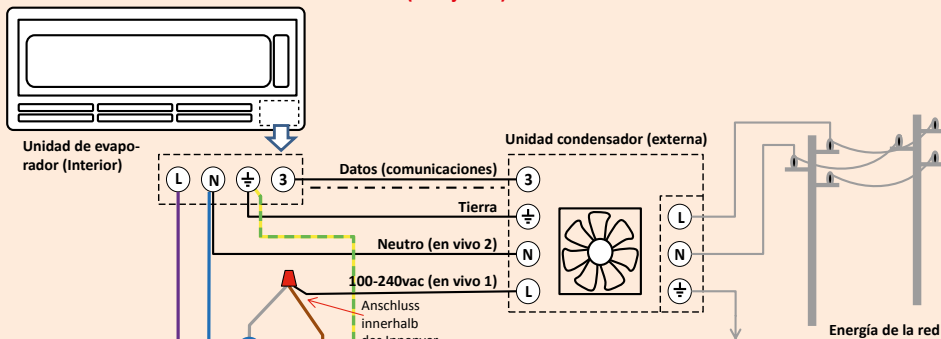 Unidad de evapo-
rador (Interior)
Unidad condensador (externa)
L
N
3
Datos (comunicaciones)
3
Tierra
Neutro (en vivo 2)
N
100-240vac (en vivo 1)
L
L
N
Anschluss
innerhalb
Energía de la red